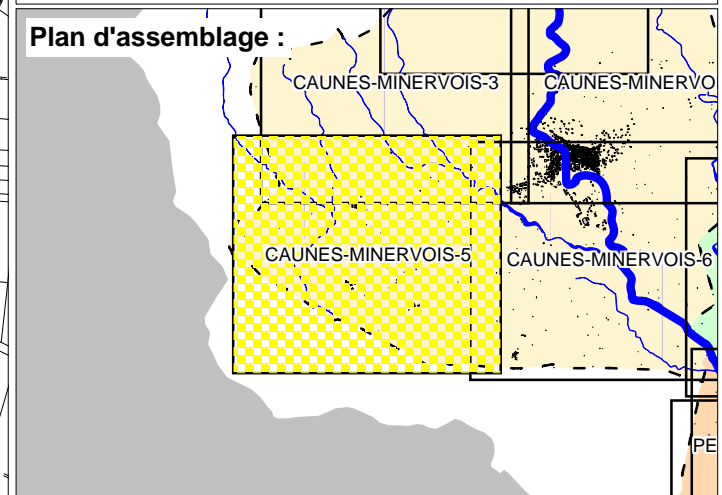 Plan d'assemblage :
CAUNES-MINERVOIS-3
CAUNES-MINERVO
CAUNES-MINERVOIS-5
CAUNES-MINERVOIS-6
PE